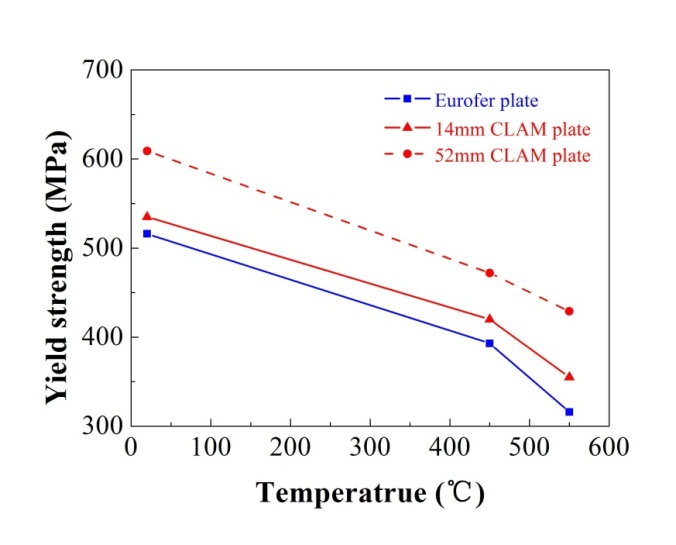 700
600
500
400
300
0 100 200 300 400 500 600
Yield strength (MPa)
Temperatrue (℃)
Eurofer plate
14mm CLAM plate
52mm CLAM plate